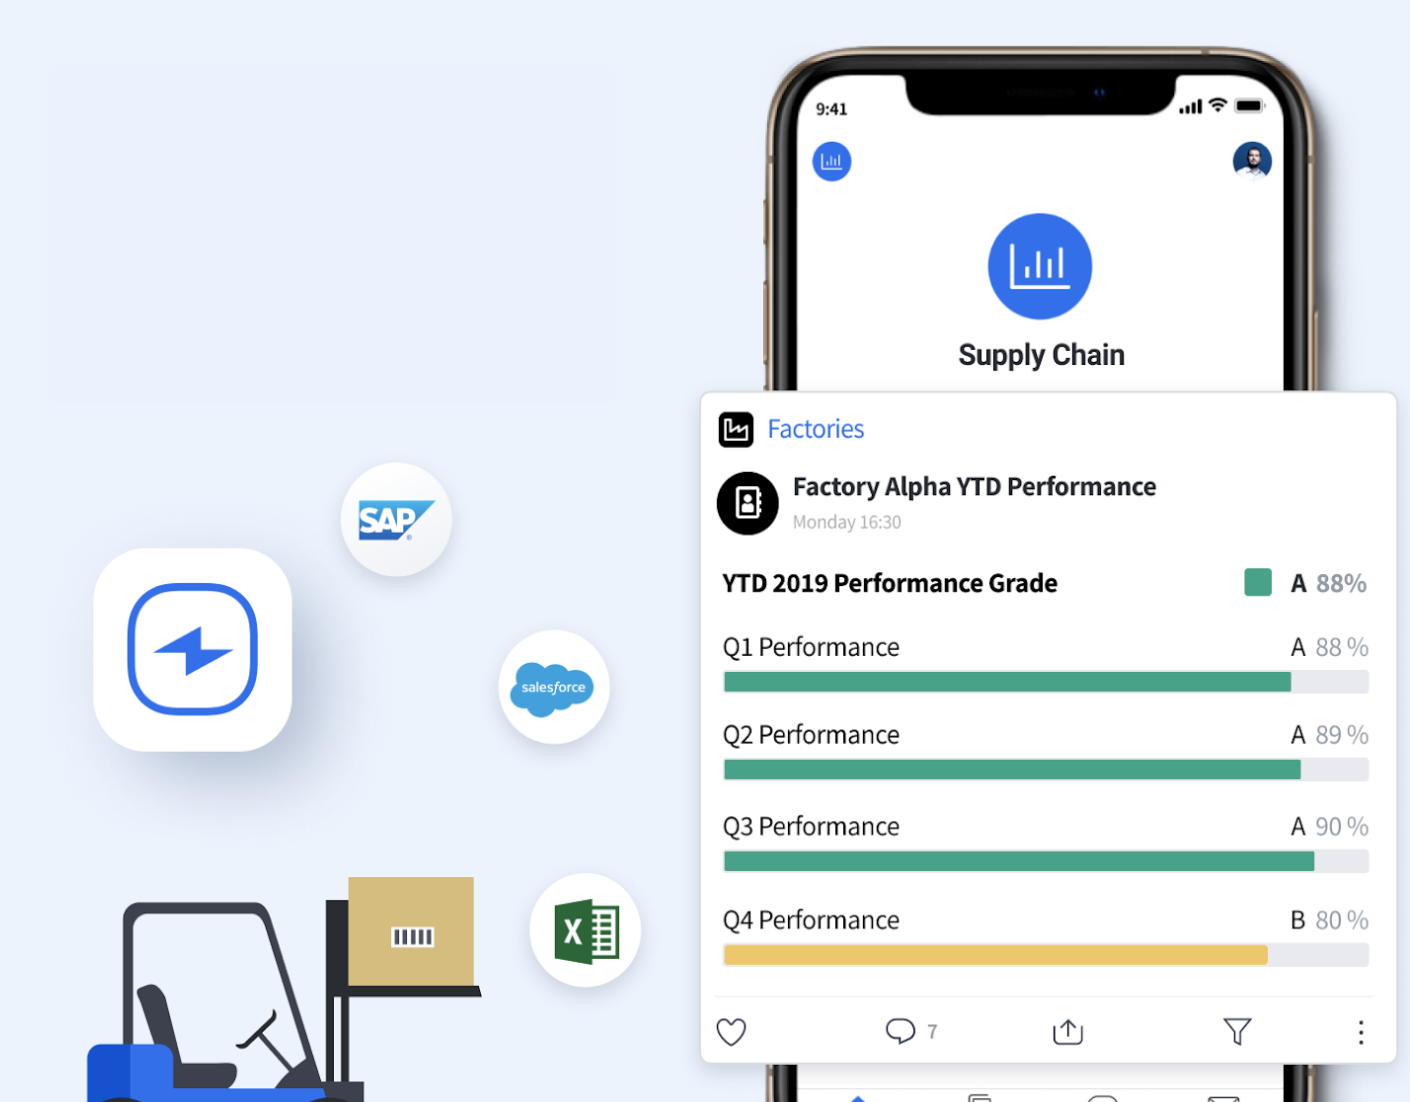 9:41
Supply Chain
Factories
Factory Alpha YTD Performance
Monday 16:30
YTD 2019 Performance Grade A 88%
Q1 Performance A 88 %
Q2 Performance A 89 %
Q3 Performance A 90 %
Q4 Performance B 80 %
7
SAP®
salesforce
X